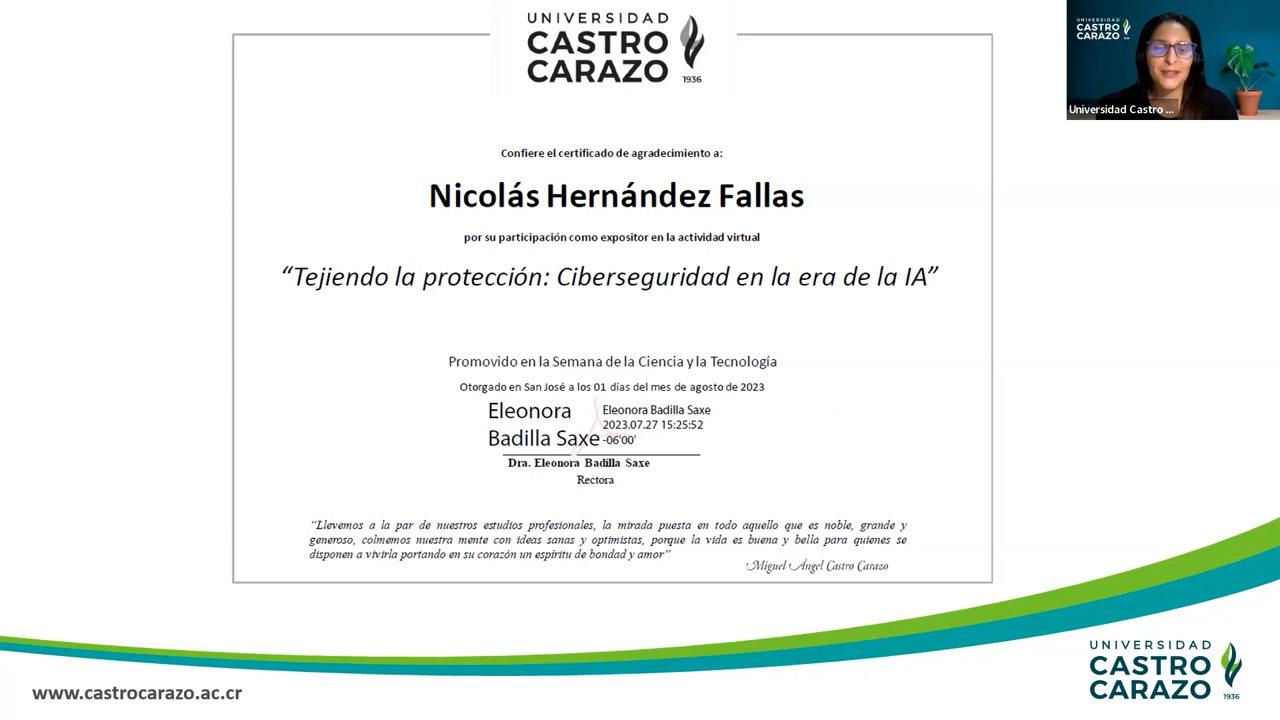 UNIVERSIDAD
CASTRO
CARAZO
1936
UNIVERSIDAD
CASTRO
CARAZO
Universidad Castro ...
Confiere el certificado de agradecimiento a:
Nicolás Hernández Fallas
por su participación como expositor en la actividad virtual
“Tejiendo la protección: Ciberseguridad en la era de la IA”
Promovido en la Semana de la Ciencia y la Tecnología
Otorgado en San José a los 01 días del mes de agosto de 2023
Eleonora
Badilla Saxe
Eleonora Badilla Saxe
2023.07.27 15:25:52
-06'00'
Dra. Eleonora Badilla Saxe
Rectora
“Llevemos a la par de nuestros estudios profesionales, la mirada puesta en todo aquello que es noble, grande y
generoso, colmemos nuestra mente con ideas sanas y optimistas, porque la vida es buena y bella para quienes se
disponen a vivirla portando en su corazón un espíritu de bondad y amor”
Miguel Ángel Castro Carazo
www.castrocarazo.ac.cr
UNIVERSIDAD
CASTRO
CARAZO
1936